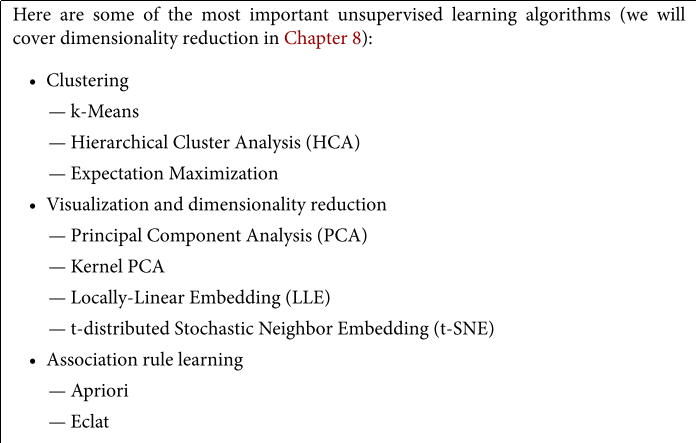 Here are some of the most important unsupervised learning algorithms (we will
cover dimensionality reduction in Chapter 8):
• Clustering
— k-Means
— Hierarchical Cluster Analysis (HCA)
— Expectation Maximization
• Visualization and dimensionality reduction
— Principal Component Analysis (PCA)
— Kernel PCA
— Locally-Linear Embedding (LLE)
— t-distributed Stochastic Neighbor Embedding (t-SNE)
• Association rule learning
— Apriori
— Eclat